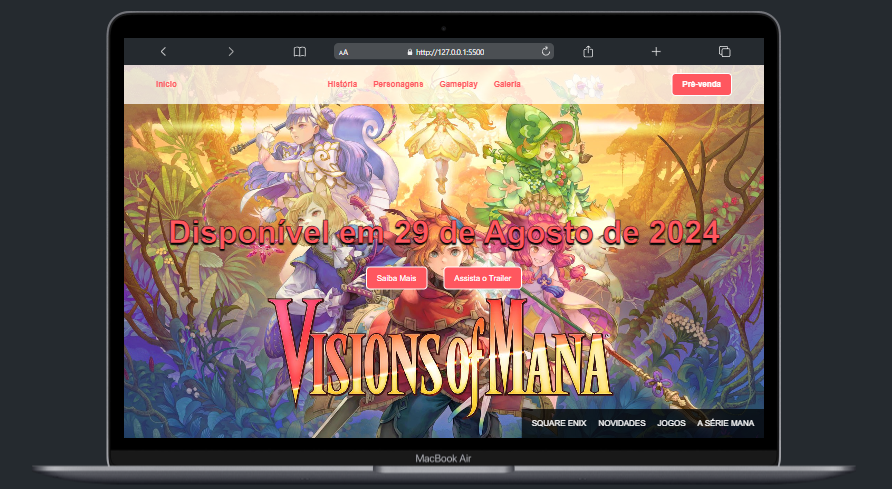 AA http://127.0.0.1:5500
Início História Personagens Gameplay Galeria Pré-venda
Disponível em 29 de Agosto de 2024
Saiba Mais Assista o Trailer
VISIONS of MANA
SQUARE ENIX NOVIDADES JOGOS A SÉRIE MANA
MacBook Air